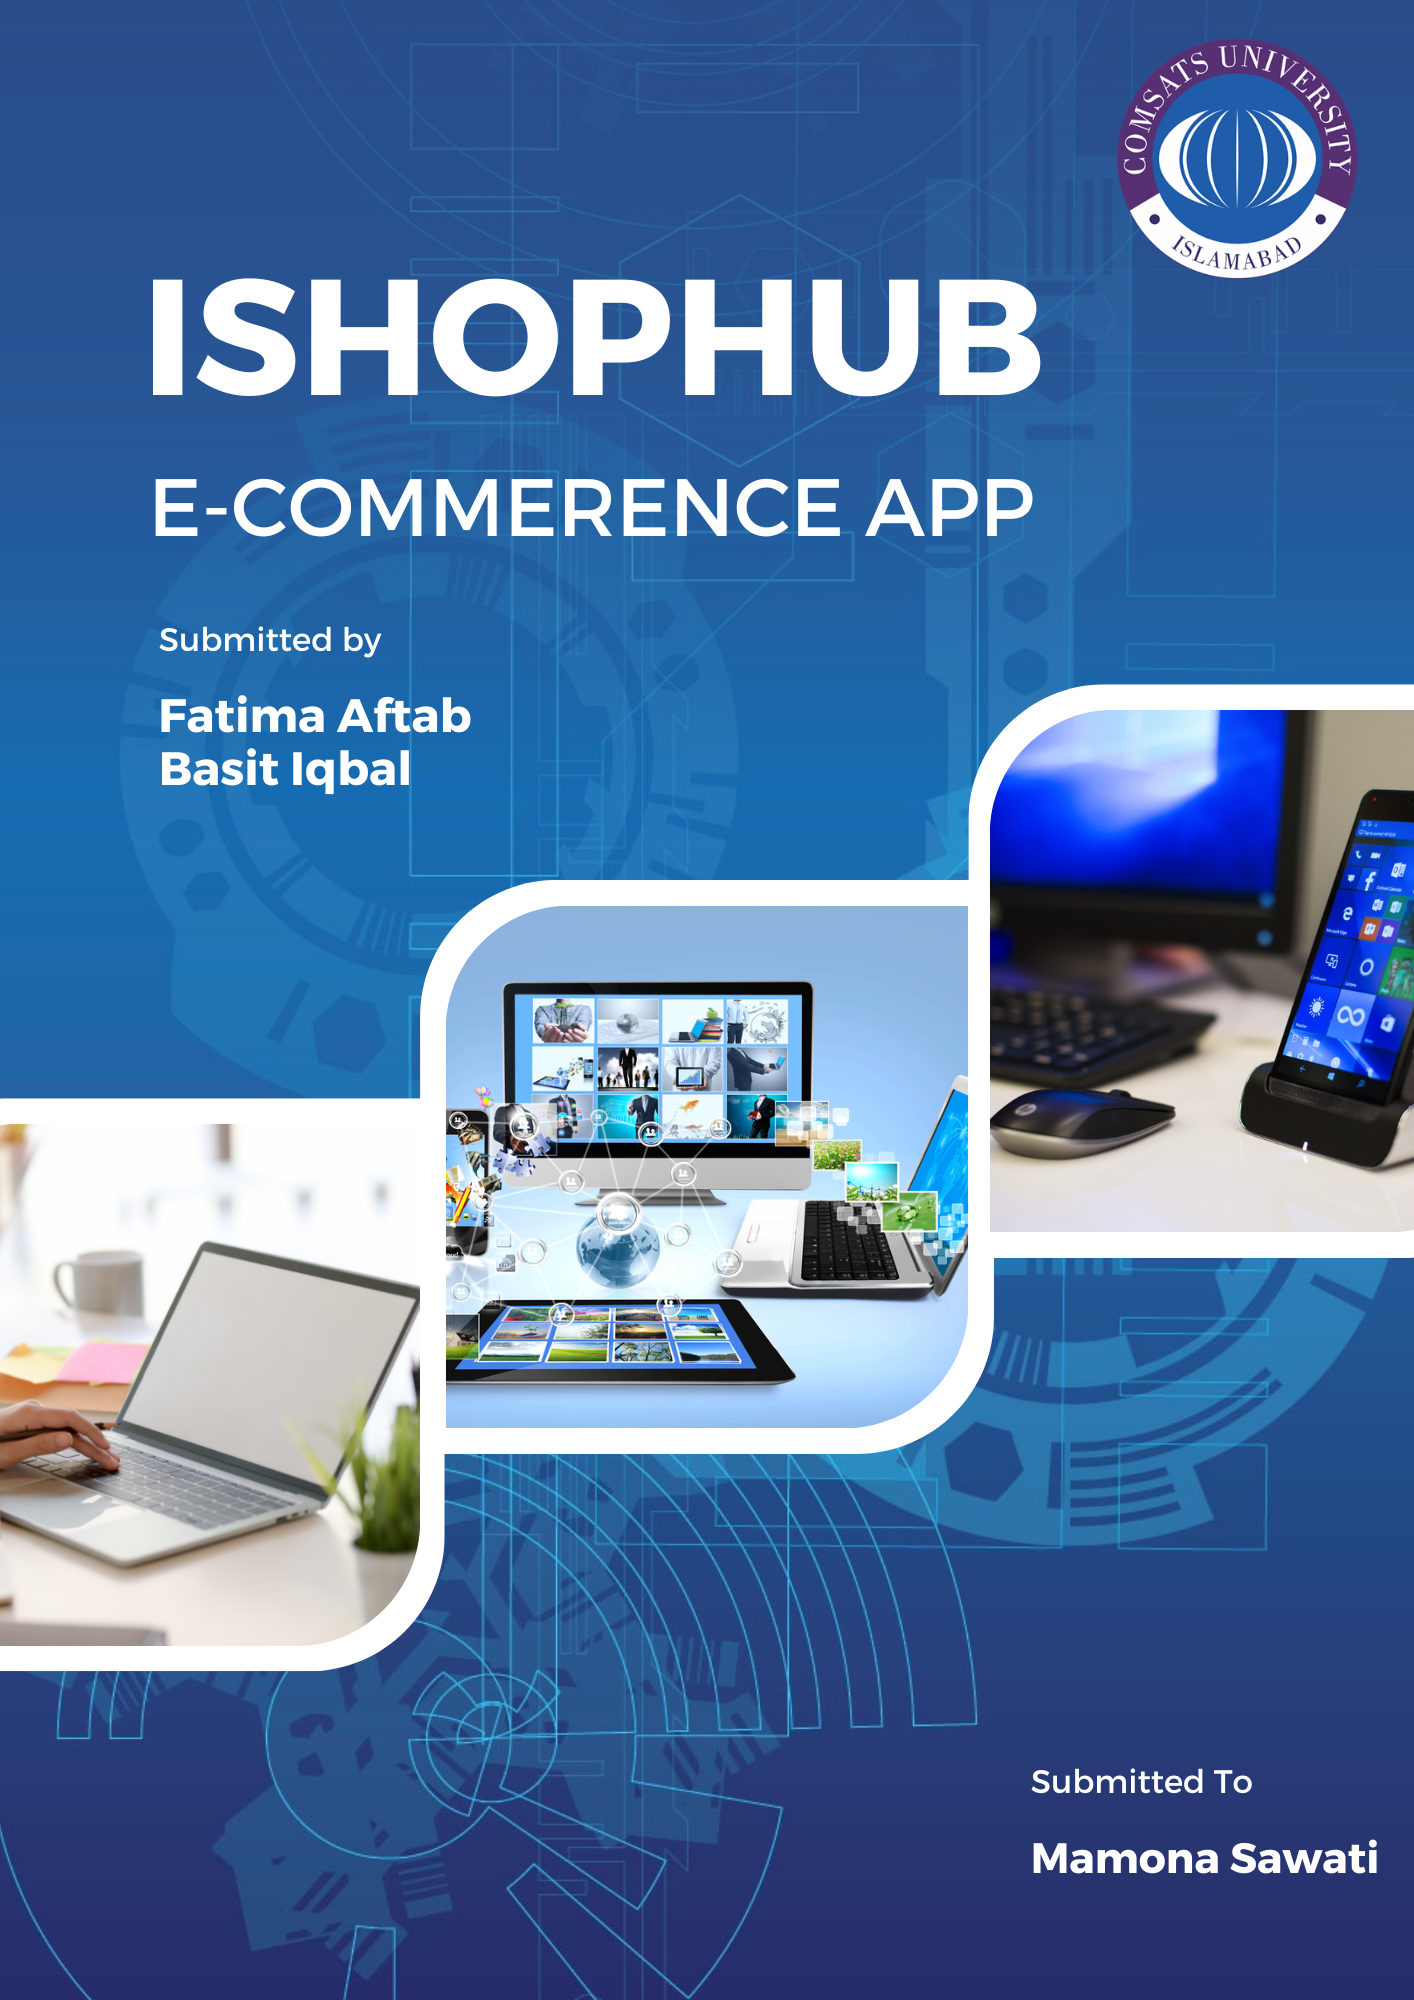 COMSATS UNIVERSITY
ISLAMABAD
ISHOPHUB
E-COMMERENCE APP
Submitted by
Fatima Aftab
Basit Iqbal
Submitted To
Mamona Sawati